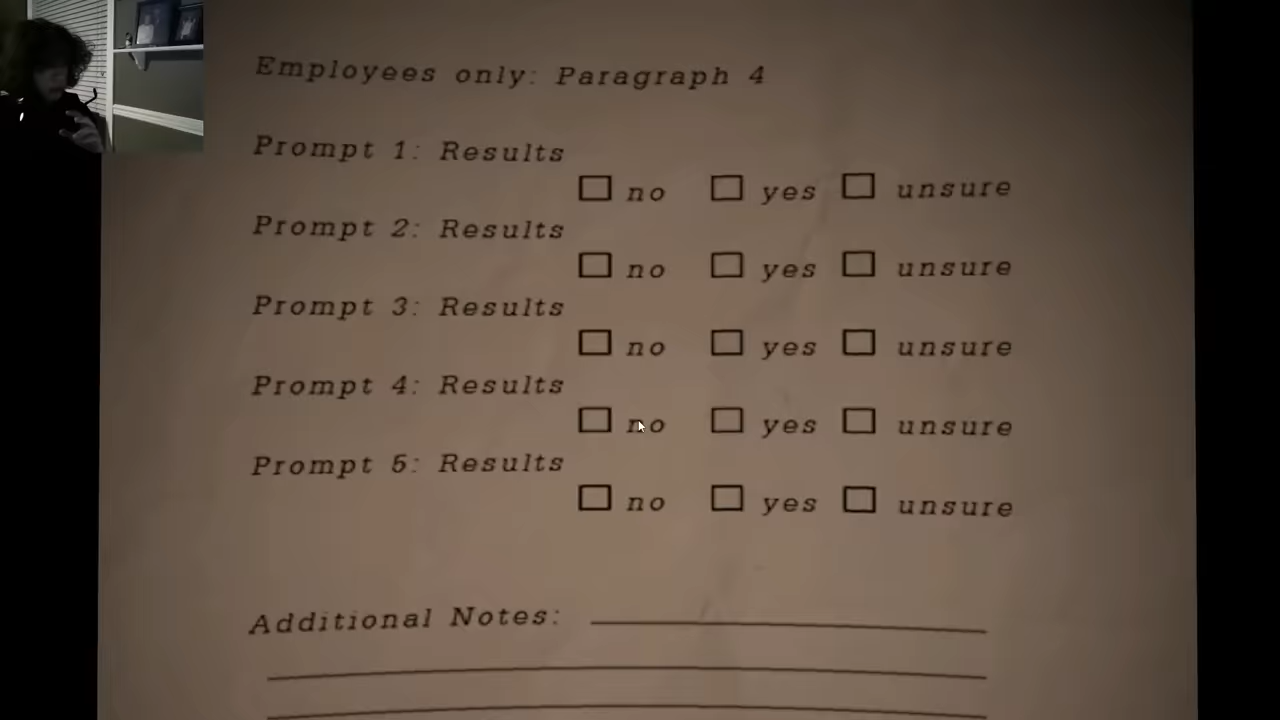 Employees only: Paragraph 4
Prompt 1: Results
no yes unsure
Prompt 2: Results
no yes unsure
Prompt 3: Results
no yes unsure
Prompt 4: Results
no yes unsure
Prompt 5: Results
no yes unsure
Additional Notes: